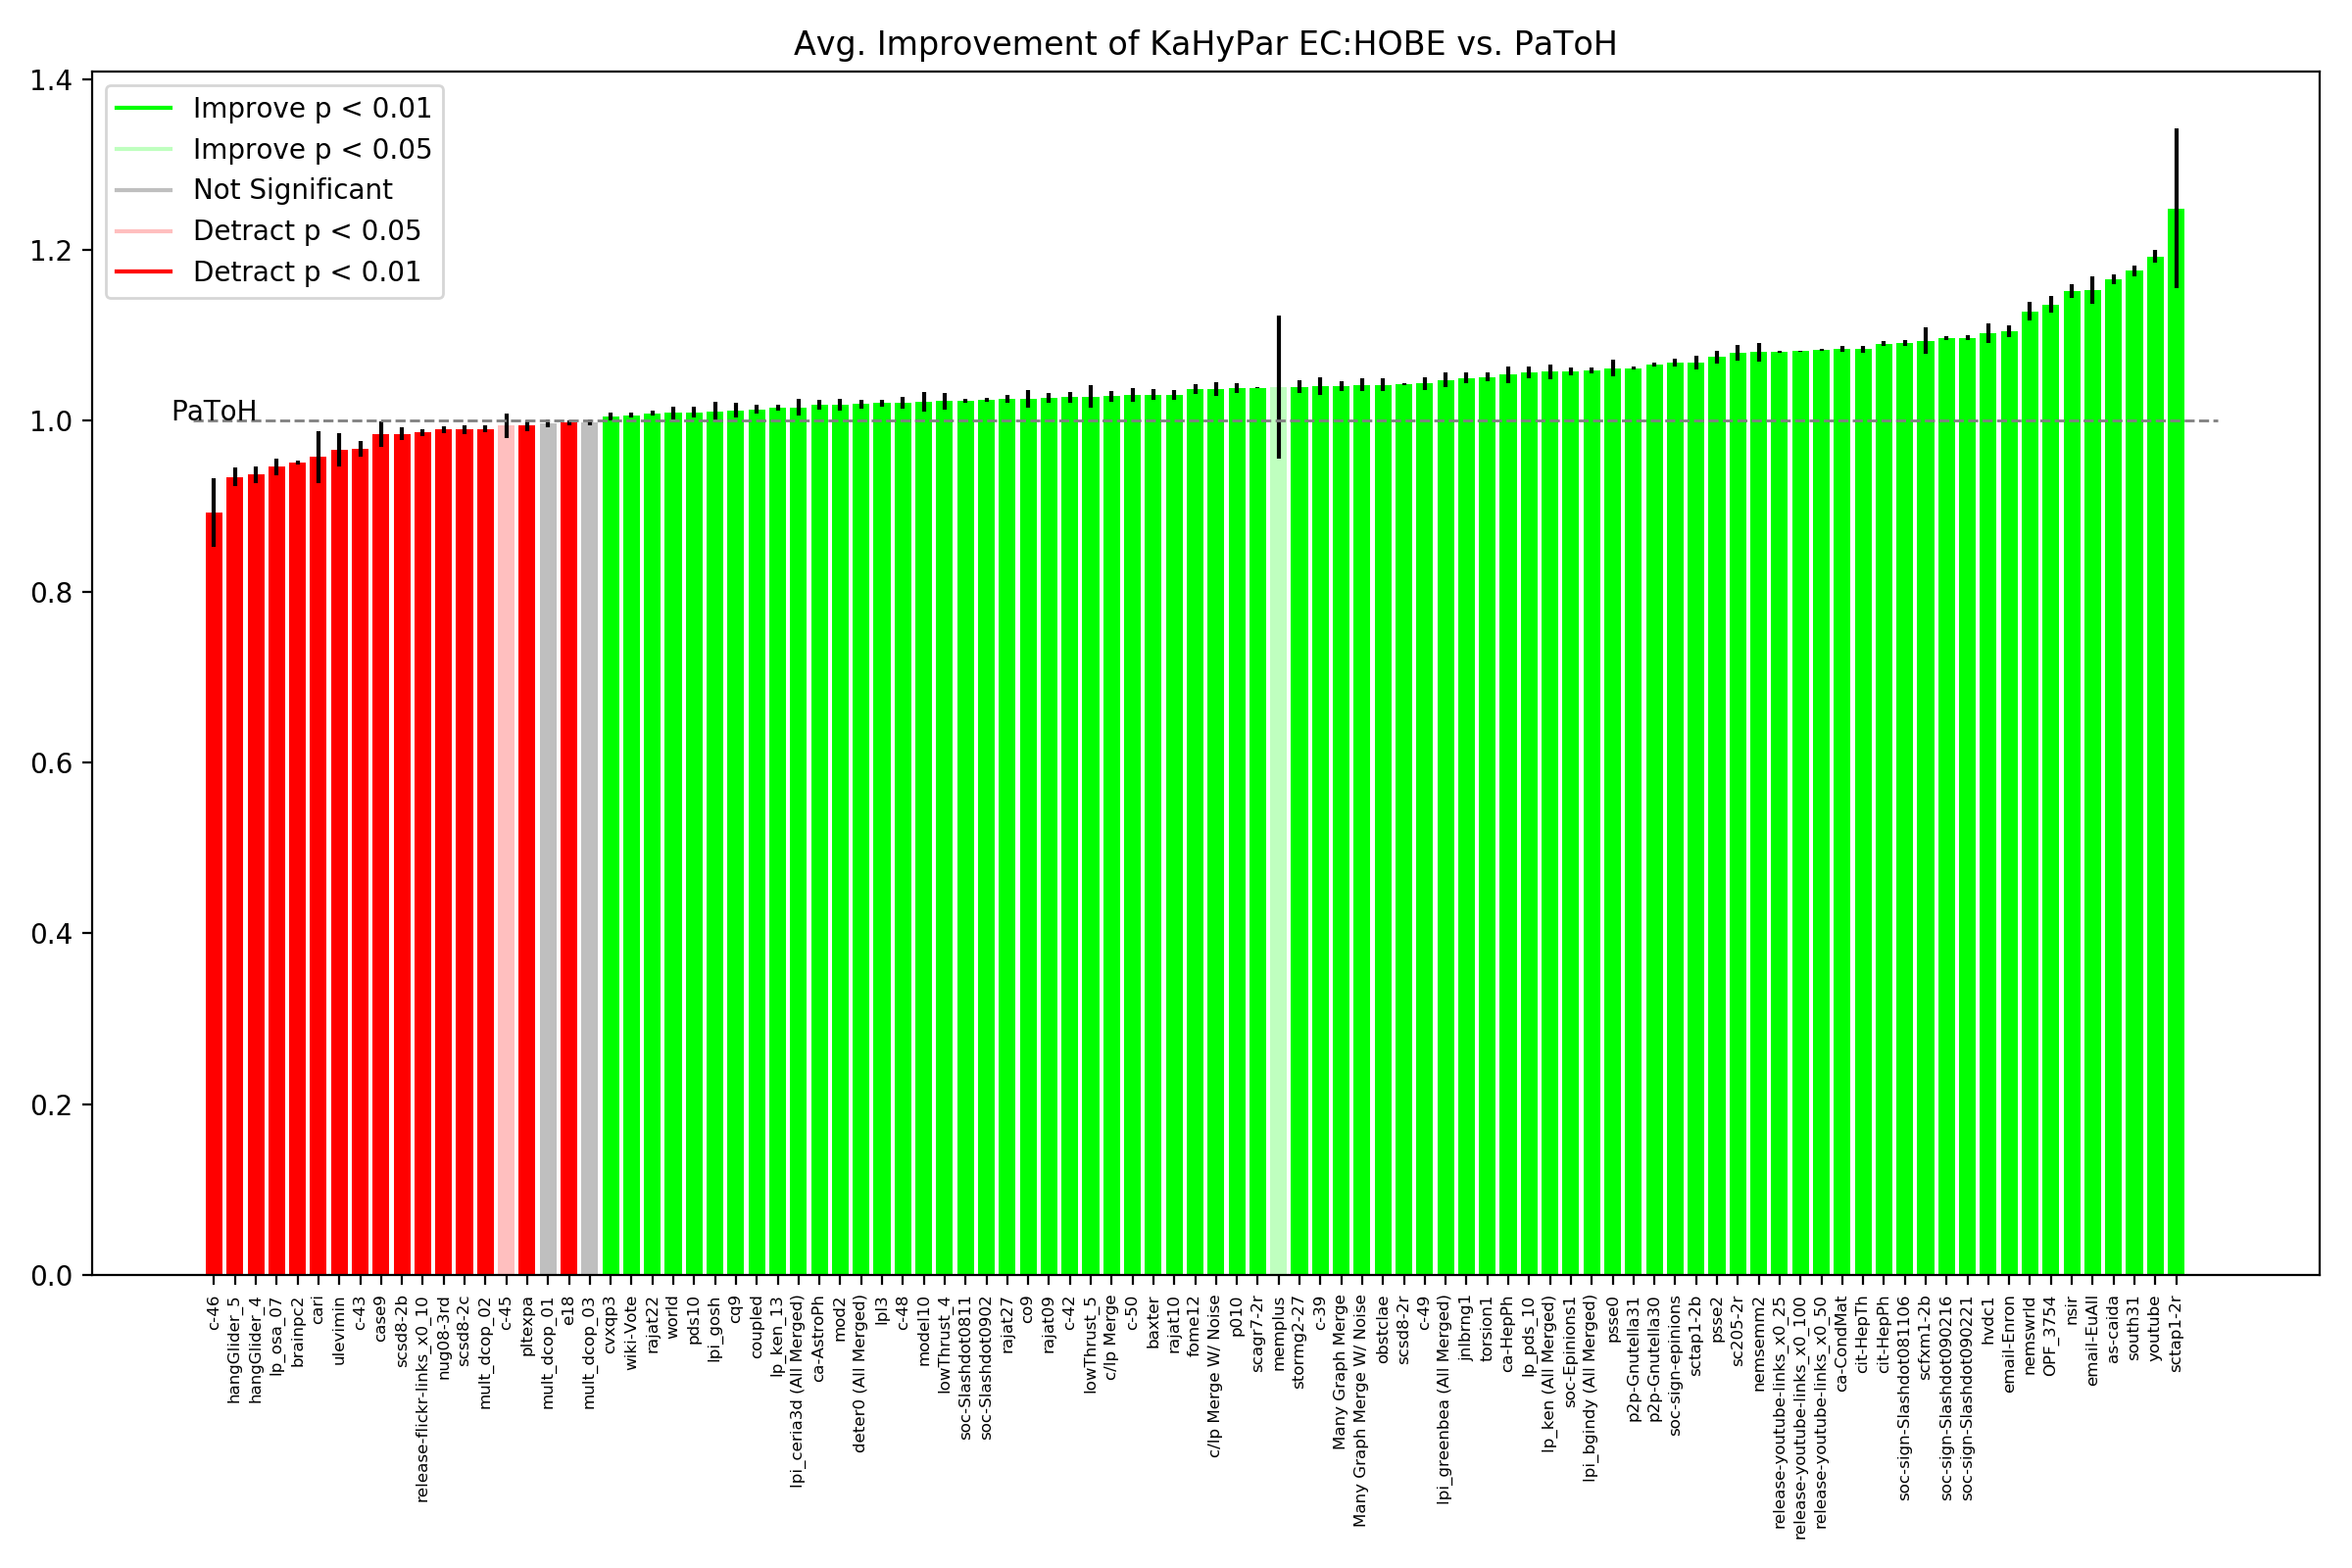 Avg. Improvement of KaHyPar EC:HOBE vs. PaToH
1.4
1.2
1.0
0.8
0.6
0.4
0.2
0.0
Improve p < 0.01
Improve p < 0.05
Not Significant
Detract p < 0.05
Detract p < 0.01
PaToH
c-46
hangGlider_5
hangGlider_4
lp_osa_07
brainpc2
cari
ulevimin
c-43
case9
scsd8-2b
release-flickr-links_x0_10
nug08-3rd
scsd8-2c
mult_dcop_02
c-45
pltexpa
mult_dcop_01
e18
mult_dcop_03
cvxqp3
wiki-Vote
rajat22
world
pds10
lpi_gosh
cq9
coupled
lp_ken_13
lpi_ceria3d (All Merged)
ca-AstroPh
mod2
deter0 (All Merged)
lpl3
c-48
model10
lowThrust_4
soc-Slashdot0811
soc-Slashdot0902
rajat27
co9
rajat09
c-42
lowThrust_5
c/lp Merge
c-50
baxter
rajat10
fome12
c/lp Merge W/ Noise
p010
scagr7-2r
memplus
stormg2-27
c-39
Many Graph Merge
Many Graph Merge W/ Noise
obstclae
scsd8-2r
c-49
lpi_greenbea (All Merged)
jnlbrng1
torsion1
ca-HepPh
lp_pds_10
lp_ken (All Merged)
soc-Epinions1
lpi_bgindy (All Merged)
psse0
p2p-Gnutella31
p2p-Gnutella30
soc-sign-epinions
sctap1-2b
psse2
sc205-2r
nemsemm2
release-youtube-links_x0_25
release-youtube-links_x0_100
release-youtube-links_x0_50
ca-CondMat
cit-HepTh
cit-HepPh
soc-sign-Slashdot081106
scfxm1-2b
soc-sign-Slashdot090216
soc-sign-Slashdot090221
hvdc1
email-Enron
nemswrld
OPF_3754
nsir
email-EuAll
as-caida
south31
youtube
sctap1-2r